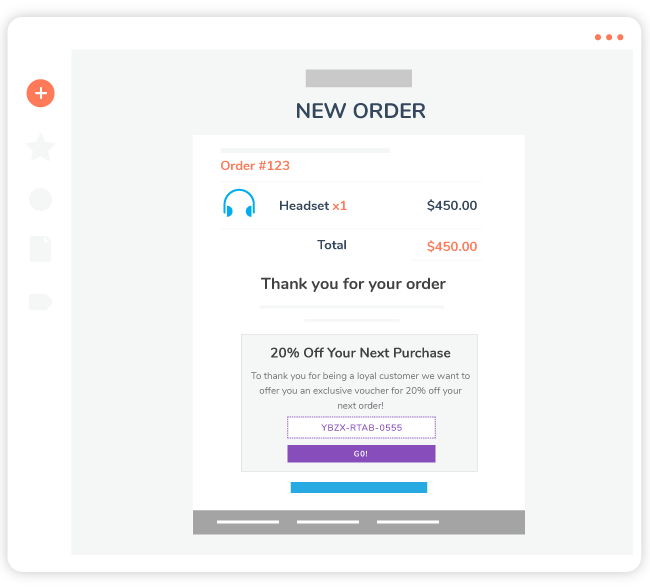 NEW ORDER
Order #123
Headset x1 $450.00
Total $450.00
Thank you for your order
20% Off Your Next Purchase
To thank you for being a loyal customer we want to
offer you an exclusive voucher for 20% off your
next order!
YBZX-RTAB-0555
GO!